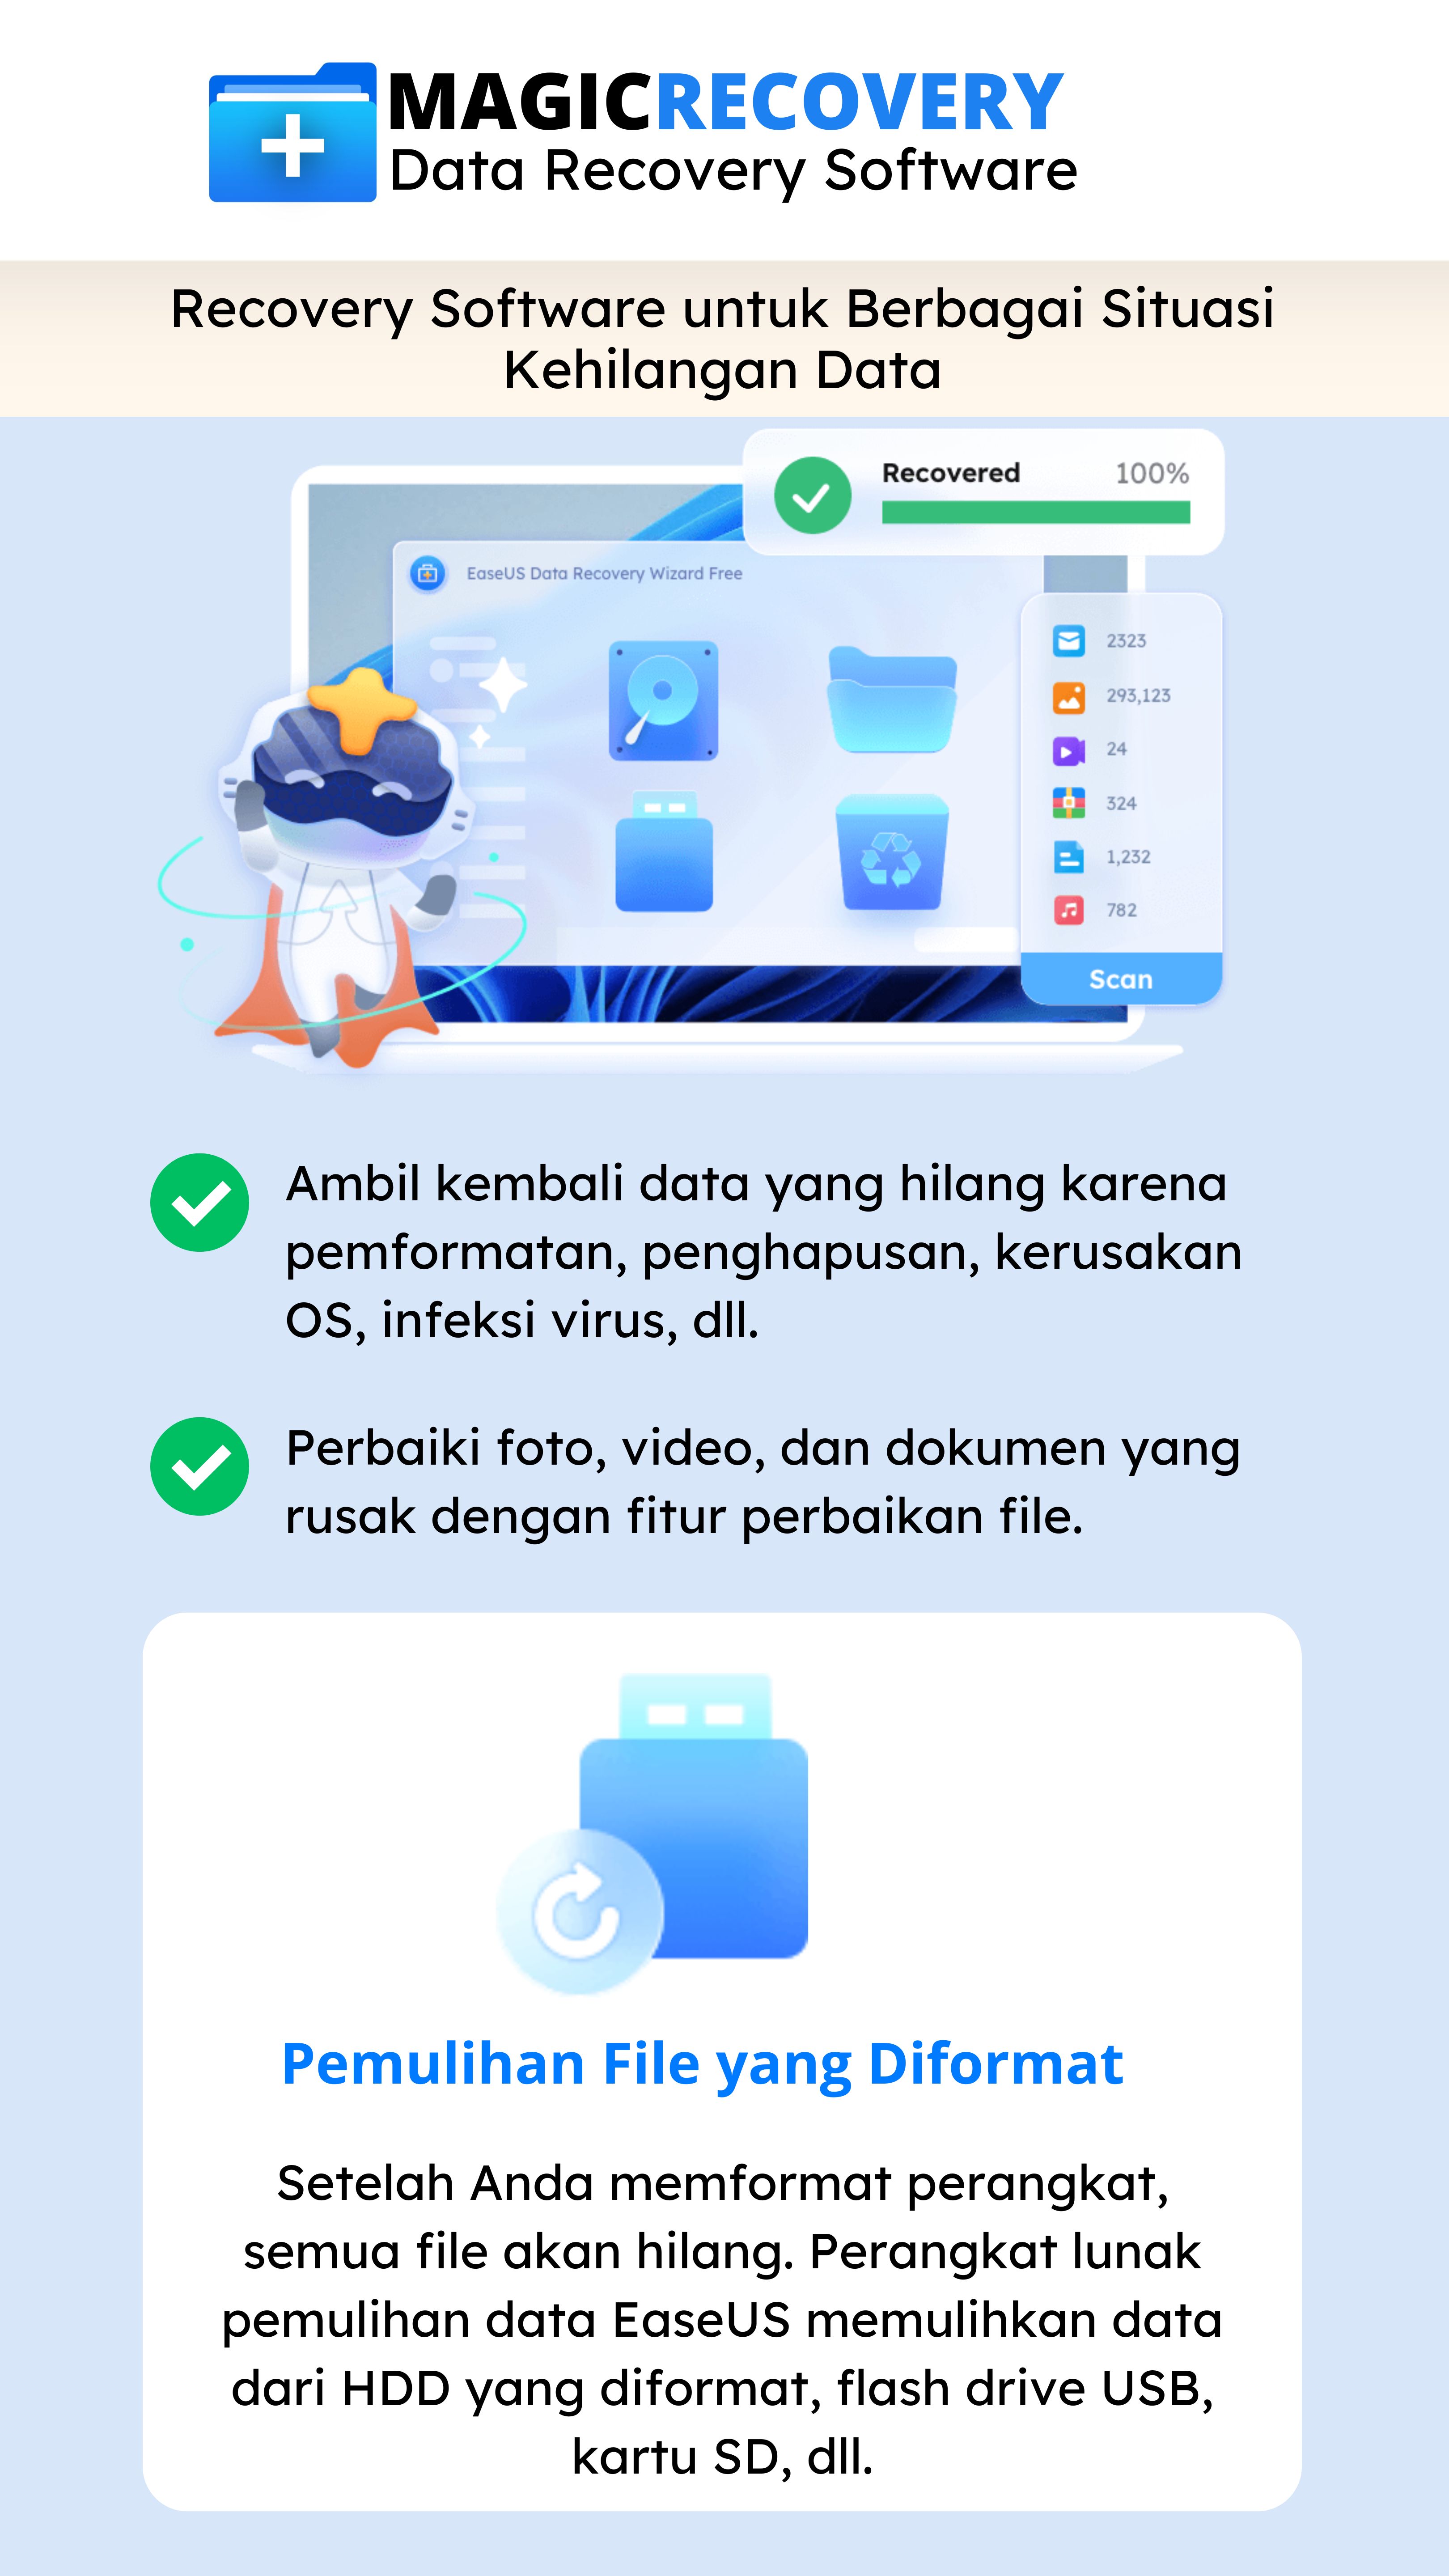 MAGICRECOVERY
Data Recovery Software
Recovery Software untuk Berbagai Situasi
Kehilangan Data
Recovered 100%
EaseUS Data Recovery Wizard Free
2323
293,123
24
324
1,232
782
Scan
Ambil kembali data yang hilang karena
pemformatan, penghapusan, kerusakan
OS, infeksi virus, dll.
Perbaiki foto, video, dan dokumen yang
rusak dengan fitur perbaikan file.
Pemulihan File yang Diformat
Setelah Anda memformat perangkat,
semua file akan hilang. Perangkat lunak
pemulihan data EaseUS memulihkan data
dari HDD yang diformat, flash drive USB,
kartu SD, dll.